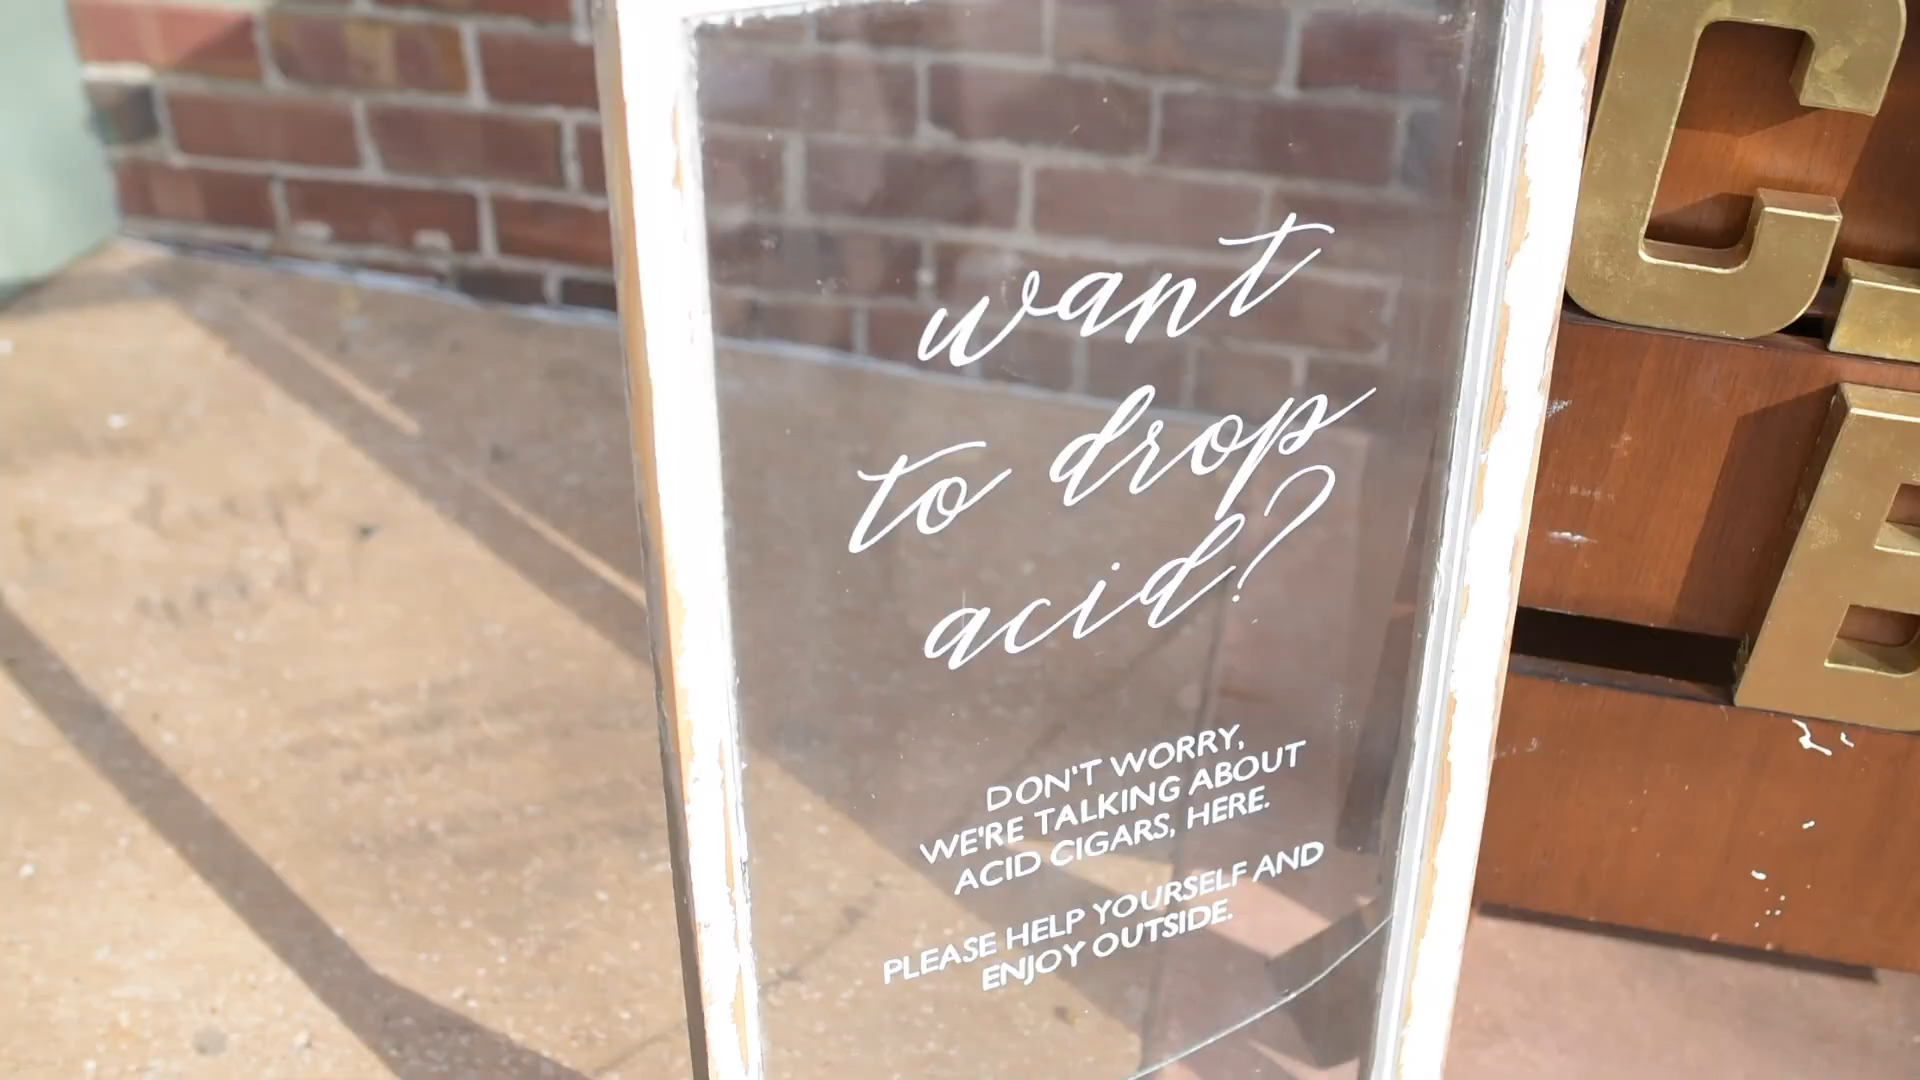 want
to drop
acid?
DON'T WORRY,
WE'RE TALKING ABOUT
ACID CIGARS, HERE.
PLEASE HELP YOURSELF AND
ENJOY OUTSIDE.
C